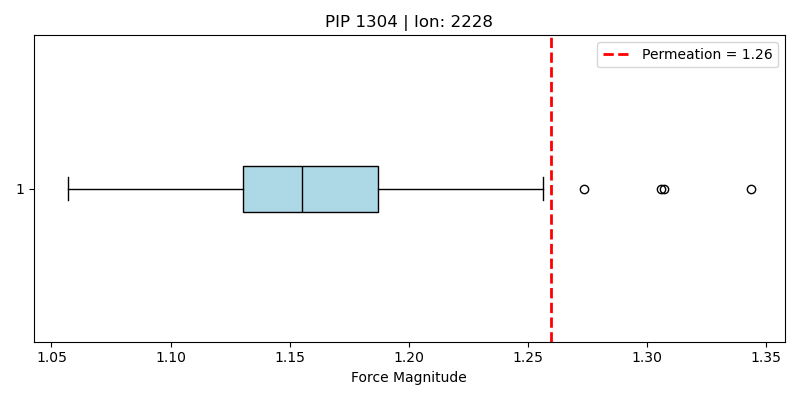 PIP 1304 | Ion: 2228
Permeation = 1.26
1
1.05 1.10 1.15 1.20 1.25 1.30 1.35
Force Magnitude